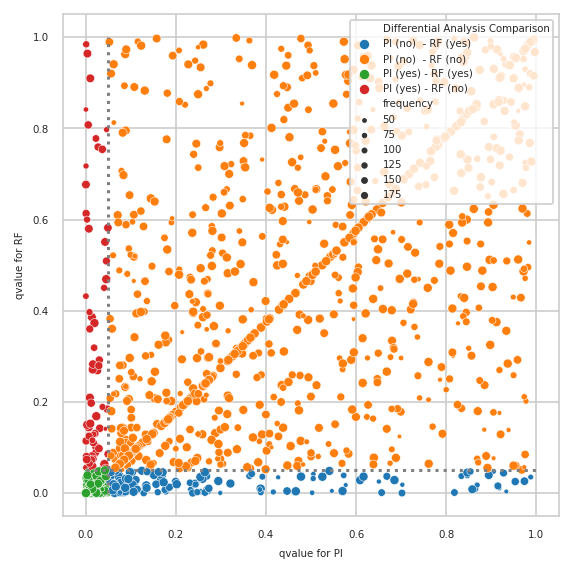 Differential Analysis Comparison
PI (no) - RF (yes)
PI (no) - RF (no)
PI (yes) - RF (yes)
PI (yes) - RF (no)
frequency
50
75
100
125
150
175
1.0
0.8
0.6
0.4
0.2
0.0
qvalue for RF
0.0 0.2 0.4 0.6 0.8 1.0
qvalue for PI